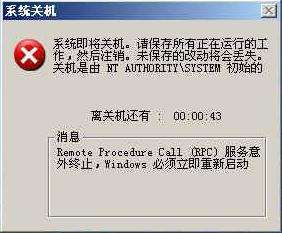 系统关机
系统即将关机。请保存所有正在运行的工
作,然后注销。未保存的改动将会丢失。
关机是由 NT AUTHORITY\SYSTEM 初始的
离关机还有 : 00:00:43
消息
Remote Procedure Call (RPC) 服务意
外终止,Windows 必须立即重新启动